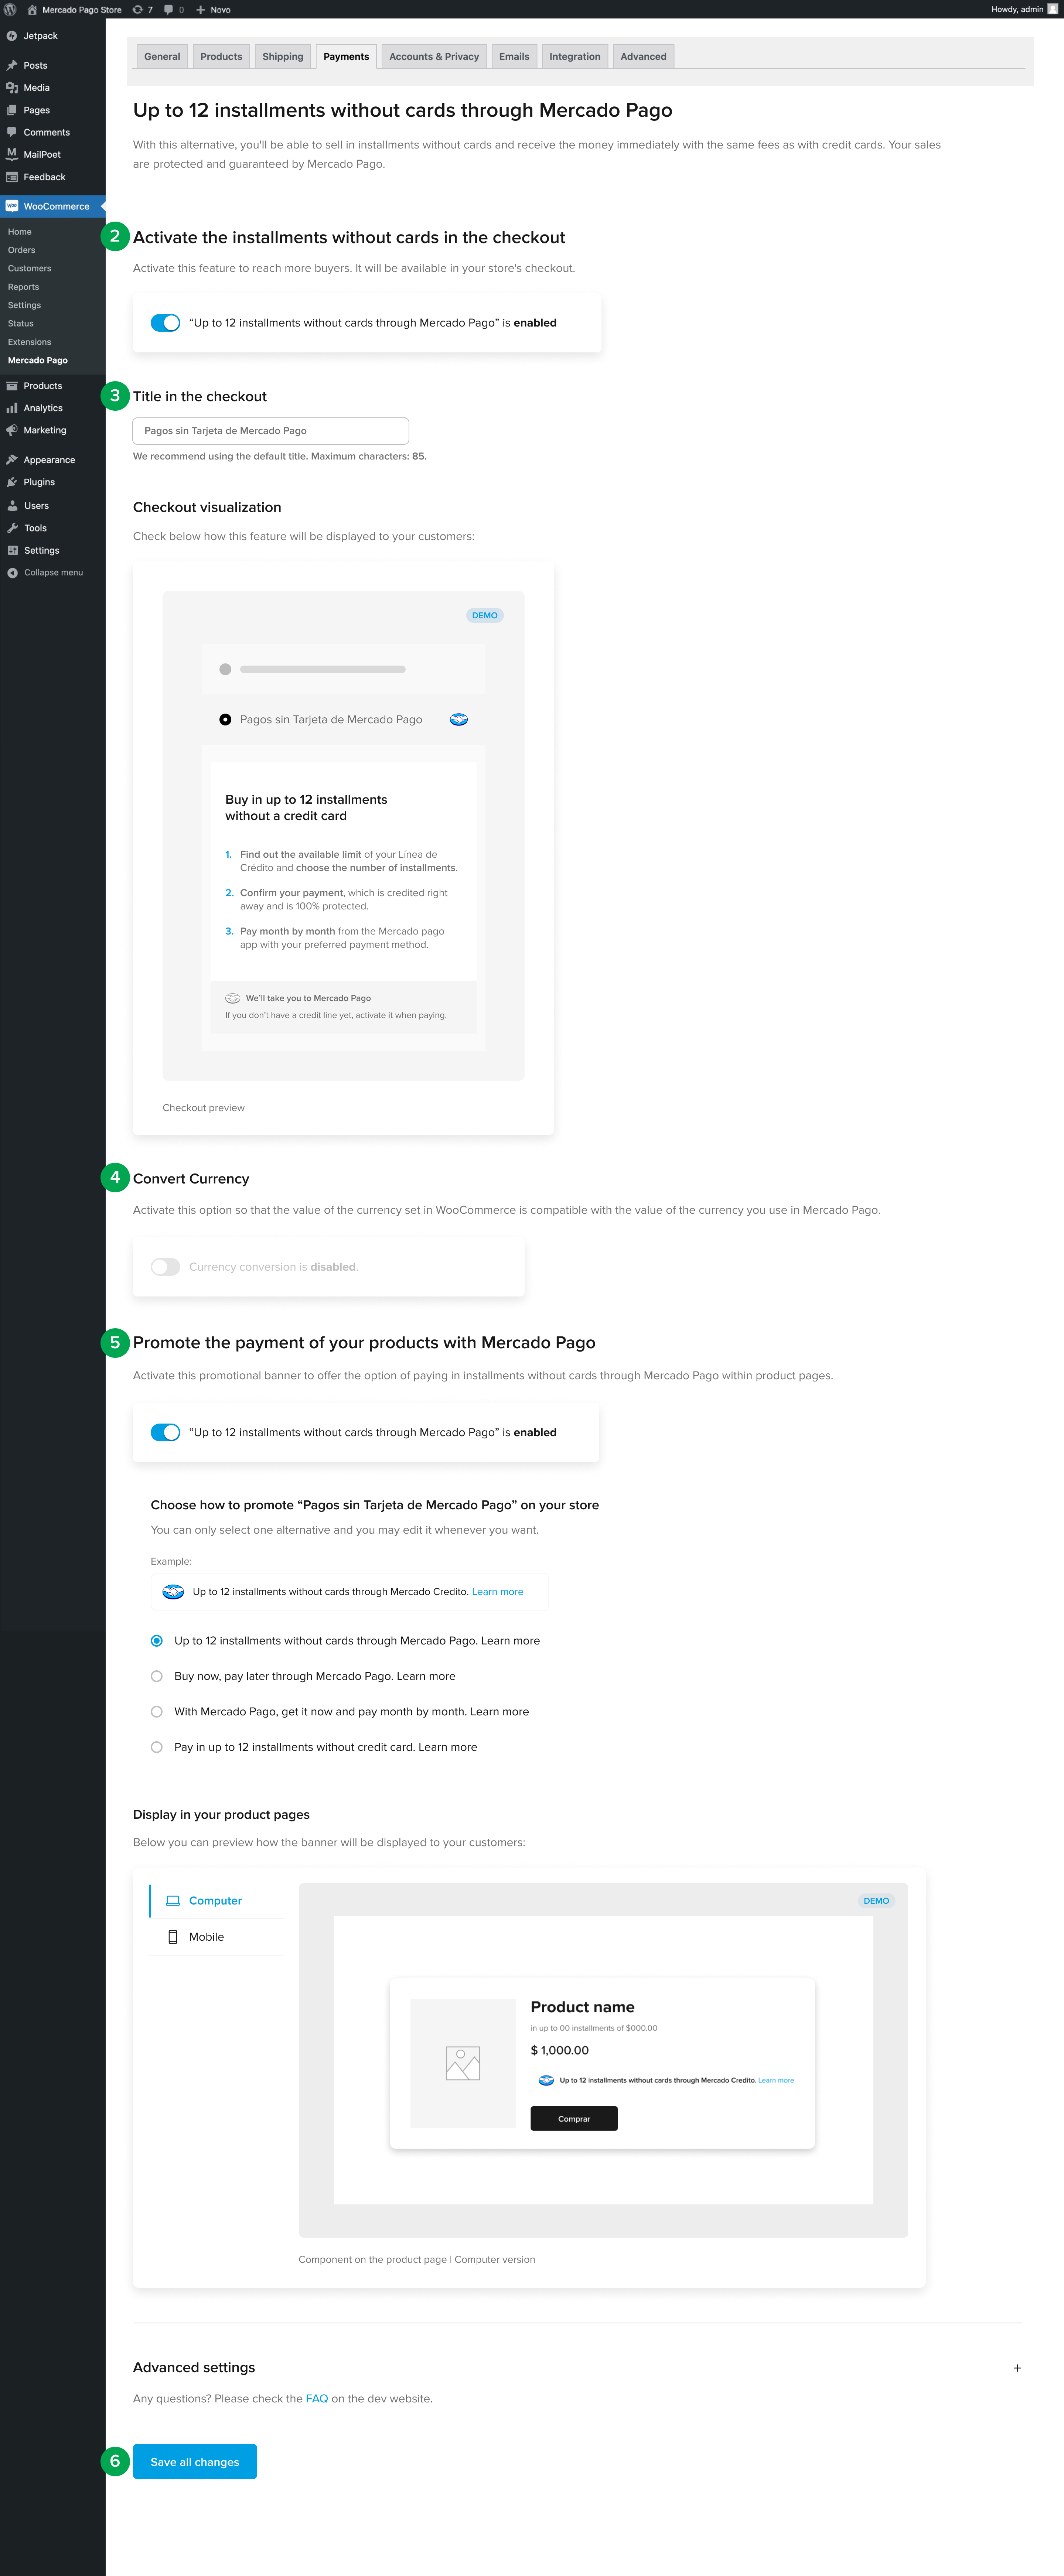 Mercado Pago Store 7 0 Novo Howdy, admin
Jetpack
Posts
Media
Pages
Comments
MailPoet
Feedback
WooCommerce
Home
Orders
Customers
Reports
Settings
Status
Extensions
Mercado Pago
Products
Analytics
Marketing
Appearance
Plugins
Users
Tools
Settings
Collapse menu
General Products Shipping Payments Accounts & Privacy Emails Integration Advanced
Up to 12 installments without cards through Mercado Pago
With this alternative, you'll be able to sell in installments without cards and receive the money immediately with the same fees as with credit cards. Your sales
are protected and guaranteed by Mercado Pago.
2 Activate the installments without cards in the checkout
Activate this feature to reach more buyers. It will be available in your store's checkout.
“Up to 12 installments without cards through Mercado Pago” is enabled
3 Title in the checkout
Pagos sin Tarjeta de Mercado Pago
We recommend using the default title. Maximum characters: 85.
Checkout visualization
Check below how this feature will be displayed to your customers:
DEMO
Pagos sin Tarjeta de Mercado Pago
Buy in up to 12 installments
without a credit card
1. Find out the available limit of your Línea de
Crédito and choose the number of installments.
2. Confirm your payment, which is credited right
away and is 100% protected.
3. Pay month by month from the Mercado pago
app with your preferred payment method.
We'll take you to Mercado Pago
If you don't have a credit line yet, activate it when paying.
Checkout preview
4 Convert Currency
Activate this option so that the value of the currency set in WooCommerce is compatible with the value of the currency you use in Mercado Pago.
Currency conversion is disabled.
5 Promote the payment of your products with Mercado Pago
Activate this promotional banner to offer the option of paying in installments without cards through Mercado Pago within product pages.
“Up to 12 installments without cards through Mercado Pago” is enabled
Choose how to promote “Pagos sin Tarjeta de Mercado Pago” on your store
You can only select one alternative and you may edit it whenever you want.
Example:
Up to 12 installments without cards through Mercado Credito. Learn more
Up to 12 installments without cards through Mercado Pago. Learn more
Buy now, pay later through Mercado Pago. Learn more
With Mercado Pago, get it now and pay month by month. Learn more
Pay in up to 12 installments without credit card. Learn more
Display in your product pages
Below you can preview how the banner will be displayed to your customers:
Computer
Mobile
DEMO
Product name
in up to 00 installments of $000.00
$ 1,000.00
Up to 12 installments without cards through Mercado Credito. Learn more
Comprar
Component on the product page | Computer version
Advanced settings +
Any questions? Please check the FAQ on the dev website.
6 Save all changes